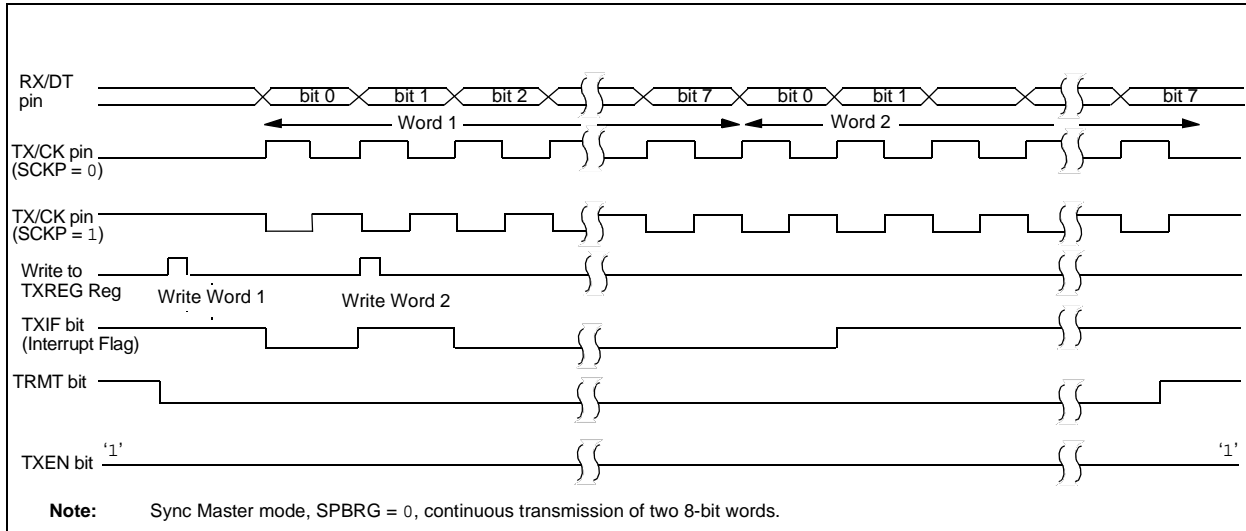 RX/DT
pin
bit 0 bit 1 bit 2 bit 7 bit 0 bit 1 bit 7
Word 1 Word 2
TX/CK pin
(SCKP = 0)
TX/CK pin
(SCKP = 1)
Write to
TXREG Reg
Write Word 1 Write Word 2
TXIF bit
(Interrupt Flag)
TRMT bit
TXEN bit ‘1’ ‘1’
Note: Sync Master mode, SPBRG = 0, continuous transmission of two 8-bit words.